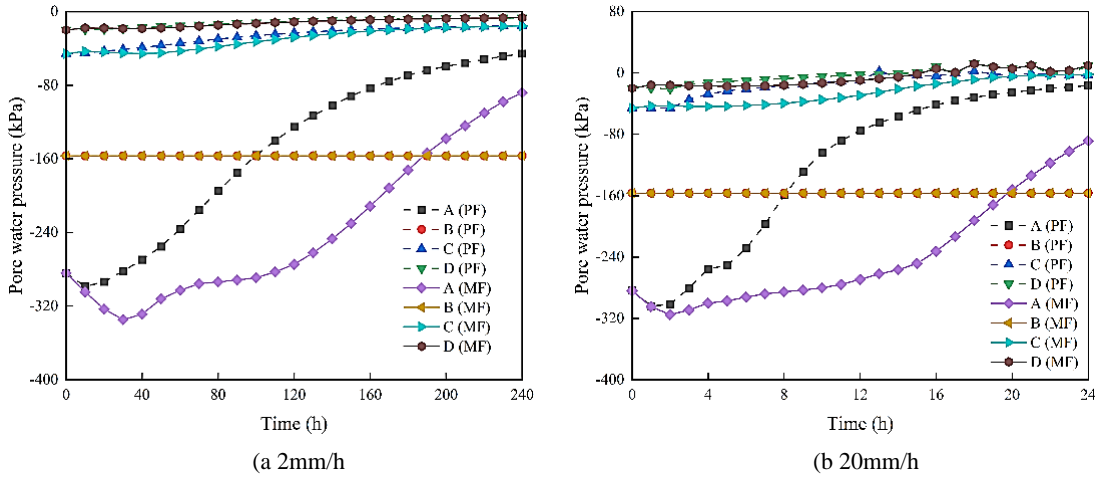 0
-80
-160
-240
-320
-400
Pore water pressure (kPa)
A (PF)
B (PF)
C (PF)
D (PF)
A (MF)
B (MF)
C (MF)
D (MF)
0 40 80 120 160 200 240
Time (h)
(a 2mm/h
80
0
-80
-160
-240
-320
-400
Pore water pressure (kPa)
A (PF)
B (PF)
C (PF)
D (PF)
A (MF)
B (MF)
C (MF)
D (MF)
0 4 8 12 16 20 24
Time (h)
(b 20mm/h